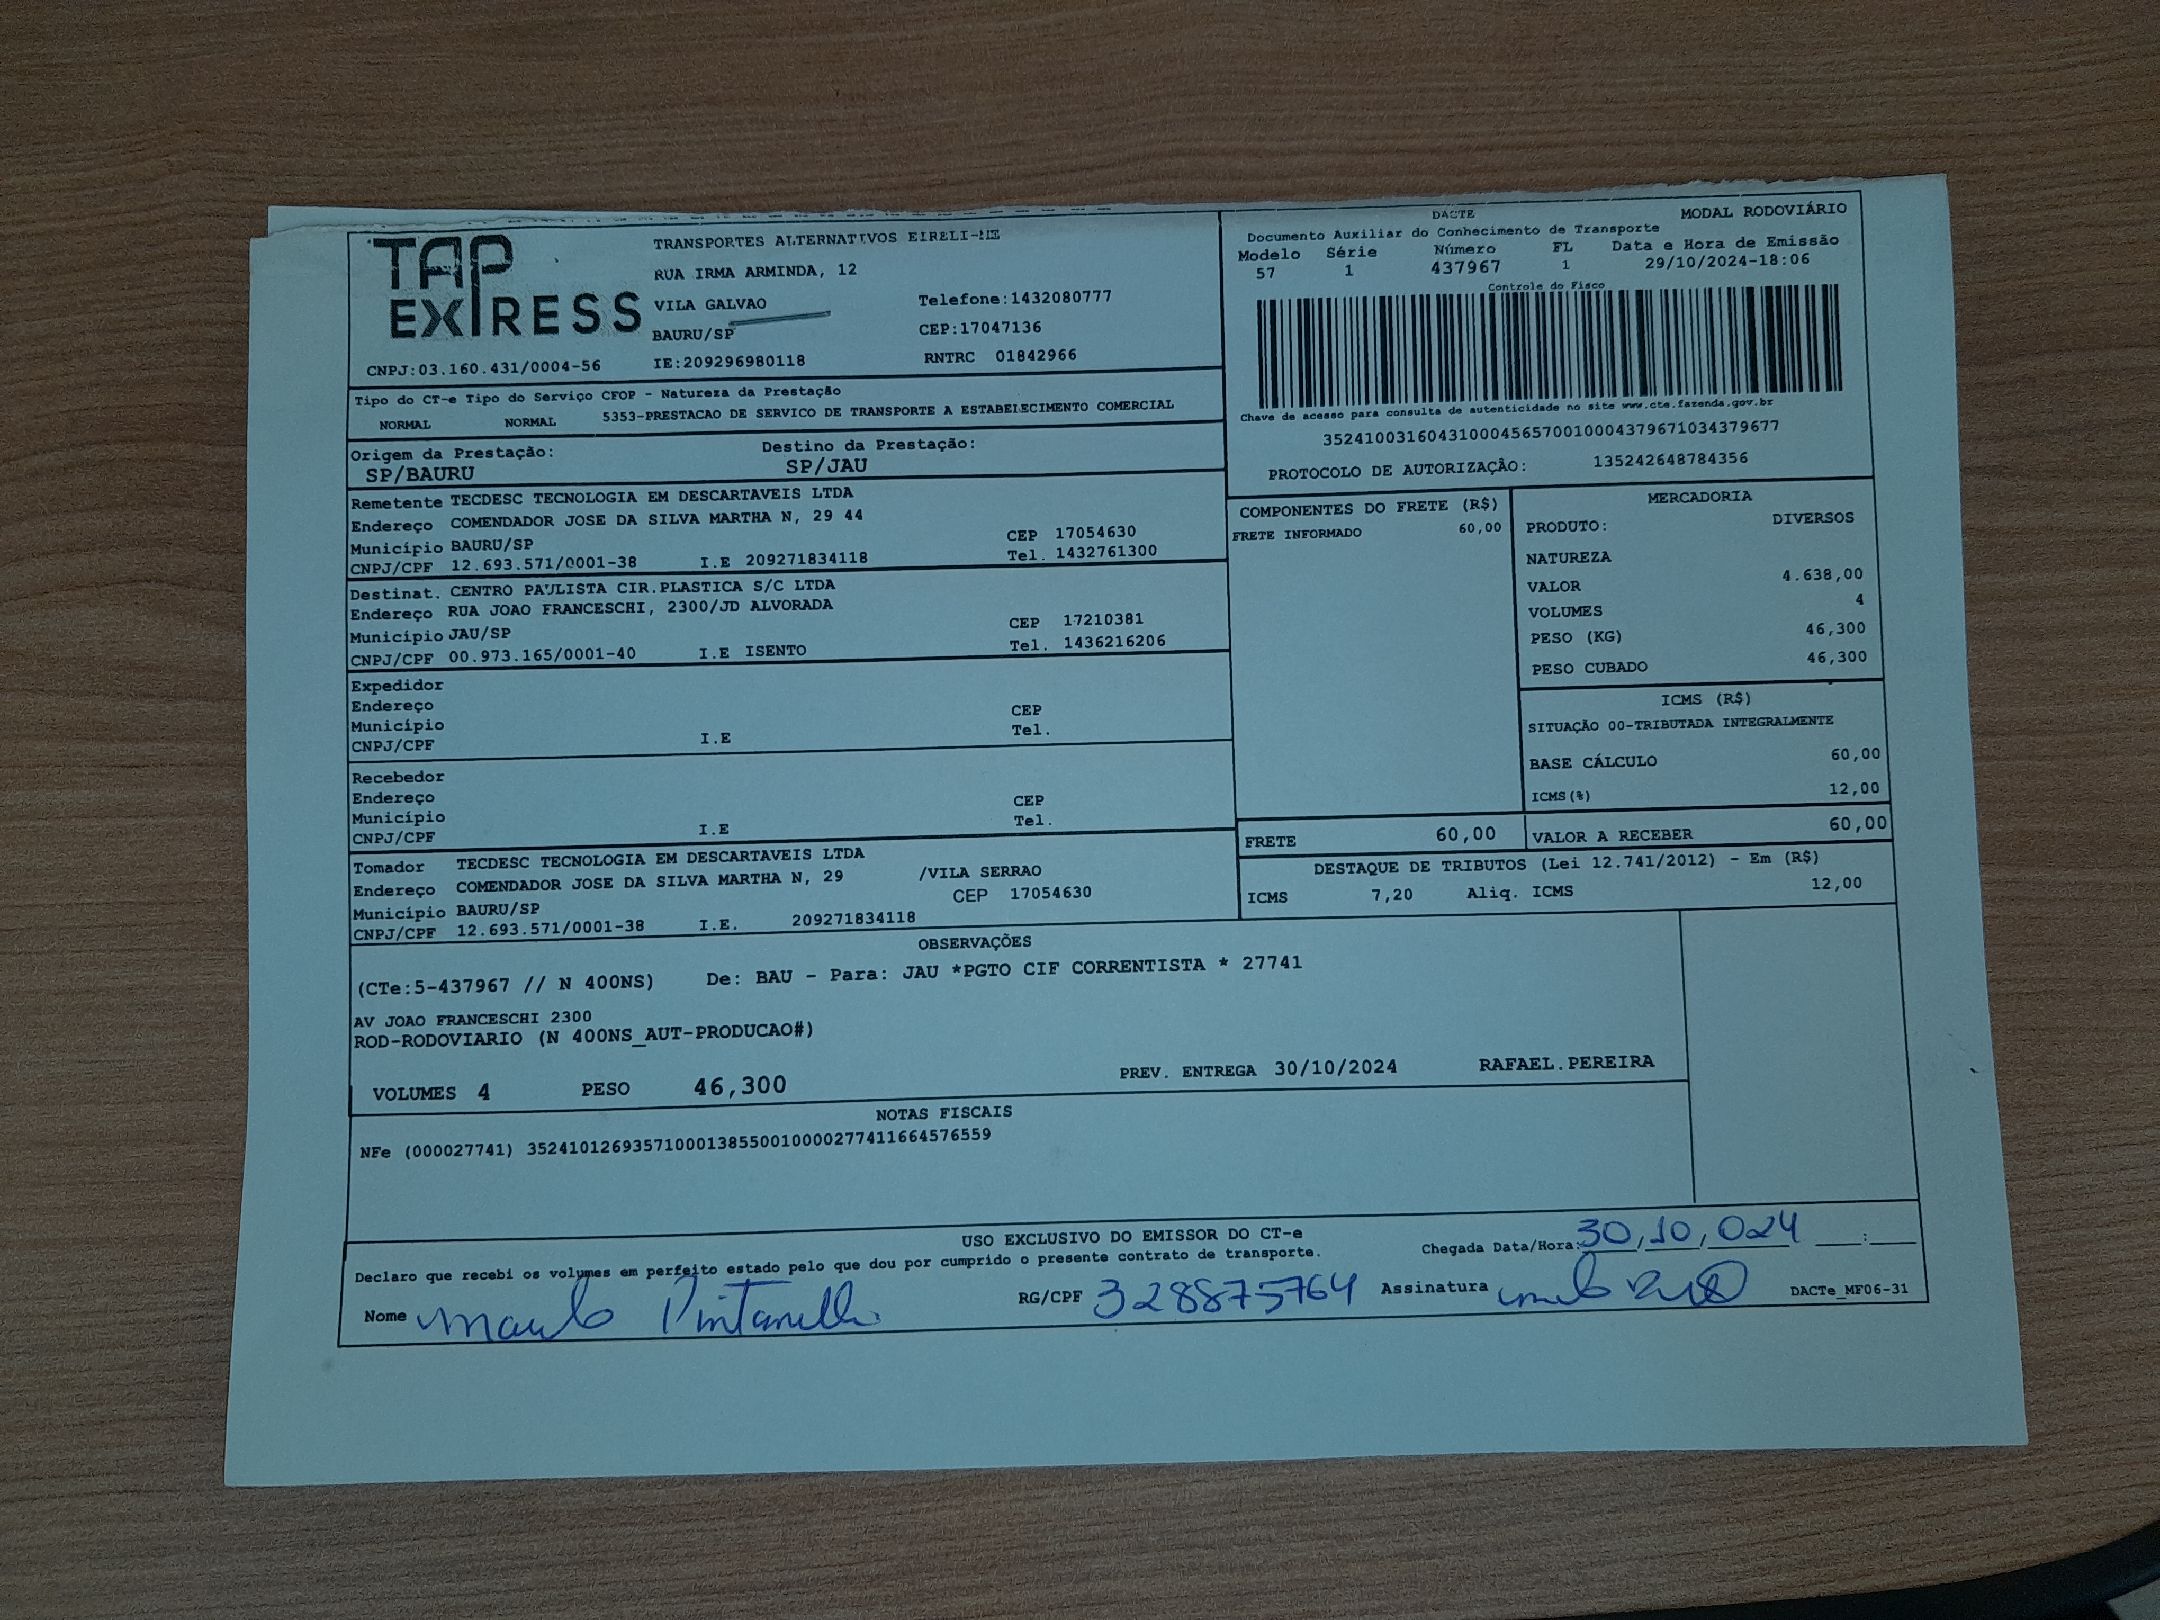 TAP
EXPRESS
TRANSPORTES ALTERNATIVOS EIRELI-ME
RUA IRMA ARMINDA, 12
VILA GALVAO Telefone:1432080777
BAURU/SP CEP:17047136
CNPJ:03.160.431/0004-56 IE:209296980118 RNTRC 01842966
DACTE MODAL RODOVIÁRIO
Documento Auxiliar do Conhecimento de Transporte
Modelo Série Número FL Data e Hora de Emissão
57 1 437967 1 29/10/2024-18:06
Controle do Fisco
Chave de acesso para consulta de autenticidade no site www.cte.fazenda.gov.br
35241003160431000456570010004379671034379677
PROTOCOLO DE AUTORIZAÇÃO: 135242648784356
Tipo do CT-e Tipo do Serviço CFOP - Natureza da Prestação
NORMAL NORMAL 5353-PRESTACAO DE SERVICO DE TRANSPORTE A ESTABELECIMENTO COMERCIAL
Origem da Prestação: Destino da Prestação:
SP/BAURU SP/JAU
Remetente TECDESC TECNOLOGIA EM DESCARTAVEIS LTDA
Endereço COMENDADOR JOSE DA SILVA MARTHA N, 29 44
Município BAURU/SP CEP 17054630
CNPJ/CPF 12.693.571/0001-38 I.E 209271834118 Tel. 1432761300
Destinat. CENTRO PAULISTA CIR.PLASTICA S/C LTDA
Endereço RUA JOAO FRANCESCHI, 2300/JD ALVORADA
Município JAU/SP CEP 17210381
CNPJ/CPF 00.973.165/0001-40 I.E ISENTO Tel. 1436216206
Expedidor
Endereço
Município CEP
CNPJ/CPF I.E Tel.
Recebedor
Endereço
Município CEP
CNPJ/CPF I.E Tel.
Tomador TECDESC TECNOLOGIA EM DESCARTAVEIS LTDA
Endereço COMENDADOR JOSE DA SILVA MARTHA N, 29 /VILA SERRAO
Município BAURU/SP CEP 17054630
CNPJ/CPF 12.693.571/0001-38 I.E. 209271834118
COMPONENTES DO FRETE (R$)
FRETE INFORMADO 60,00
MERCADORIA
PRODUTO: DIVERSOS
NATUREZA
VALOR 4.638,00
VOLUMES 4
PESO (KG) 46,300
PESO CUBADO 46,300
ICMS (R$)
SITUAÇÃO 00-TRIBUTADA INTEGRALMENTE
BASE CÁLCULO 60,00
ICMS(%) 12,00
FRETE 60,00 VALOR A RECEBER 60,00
DESTAQUE DE TRIBUTOS (Lei 12.741/2012) - Em (R$)
ICMS 7,20 Aliq. ICMS 12,00
OBSERVAÇÕES
(CTe:5-437967 // N 400NS) De: BAU - Para: JAU *PGTO CIF CORRENTISTA * 27741
AV JOAO FRANCESCHI 2300
ROD-RODOVIARIO (N 400NS_AUT-PRODUCAO#)
PREV. ENTREGA 30/10/2024 RAFAEL.PEREIRA
VOLUMES 4 PESO 46,300
NOTAS FISCAIS
NFe (000027741) 35241012693571000138550010000277411664576559
USO EXCLUSIVO DO EMISSOR DO CT-e
Declaro que recebi os volumes em perfeito estado pelo que dou por cumprido o presente contrato de transporte. Chegada Data/Hora: 30,10,024 :
Nome RG/CPF 328875764 Assinatura DACTe_MF06-31